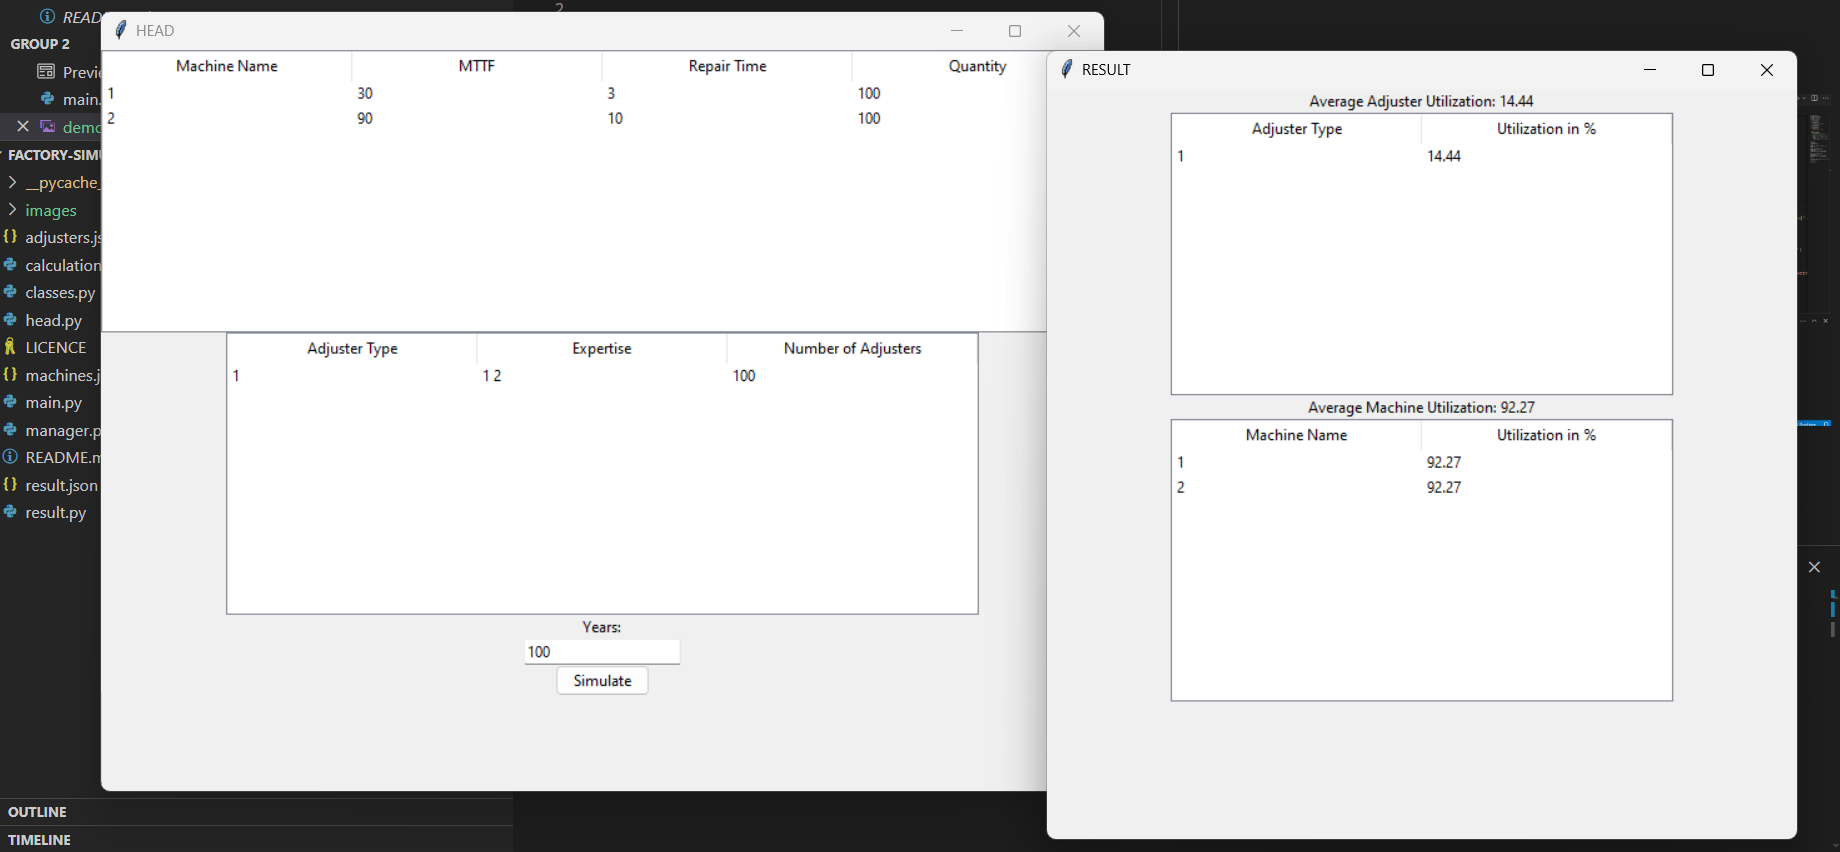 READ
GROUP 2
Previe
main.
demo
FACTORY-SIMU
__pycache_
images
adjusters.js
calculation
classes.py
head.py
LICENCE
machines.j
main.py
manager.p
README.m
result.json
result.py
OUTLINE
TIMELINE
2
HEAD
Machine Name MTTF Repair Time Quantity
1 30 3 100
2 90 10 100
Adjuster Type Expertise Number of Adjusters
1 1 2 100
Years:
100
Simulate
RESULT
Average Adjuster Utilization: 14.44
Adjuster Type Utilization in %
1 14.44
Average Machine Utilization: 92.27
Machine Name Utilization in %
1 92.27
2 92.27